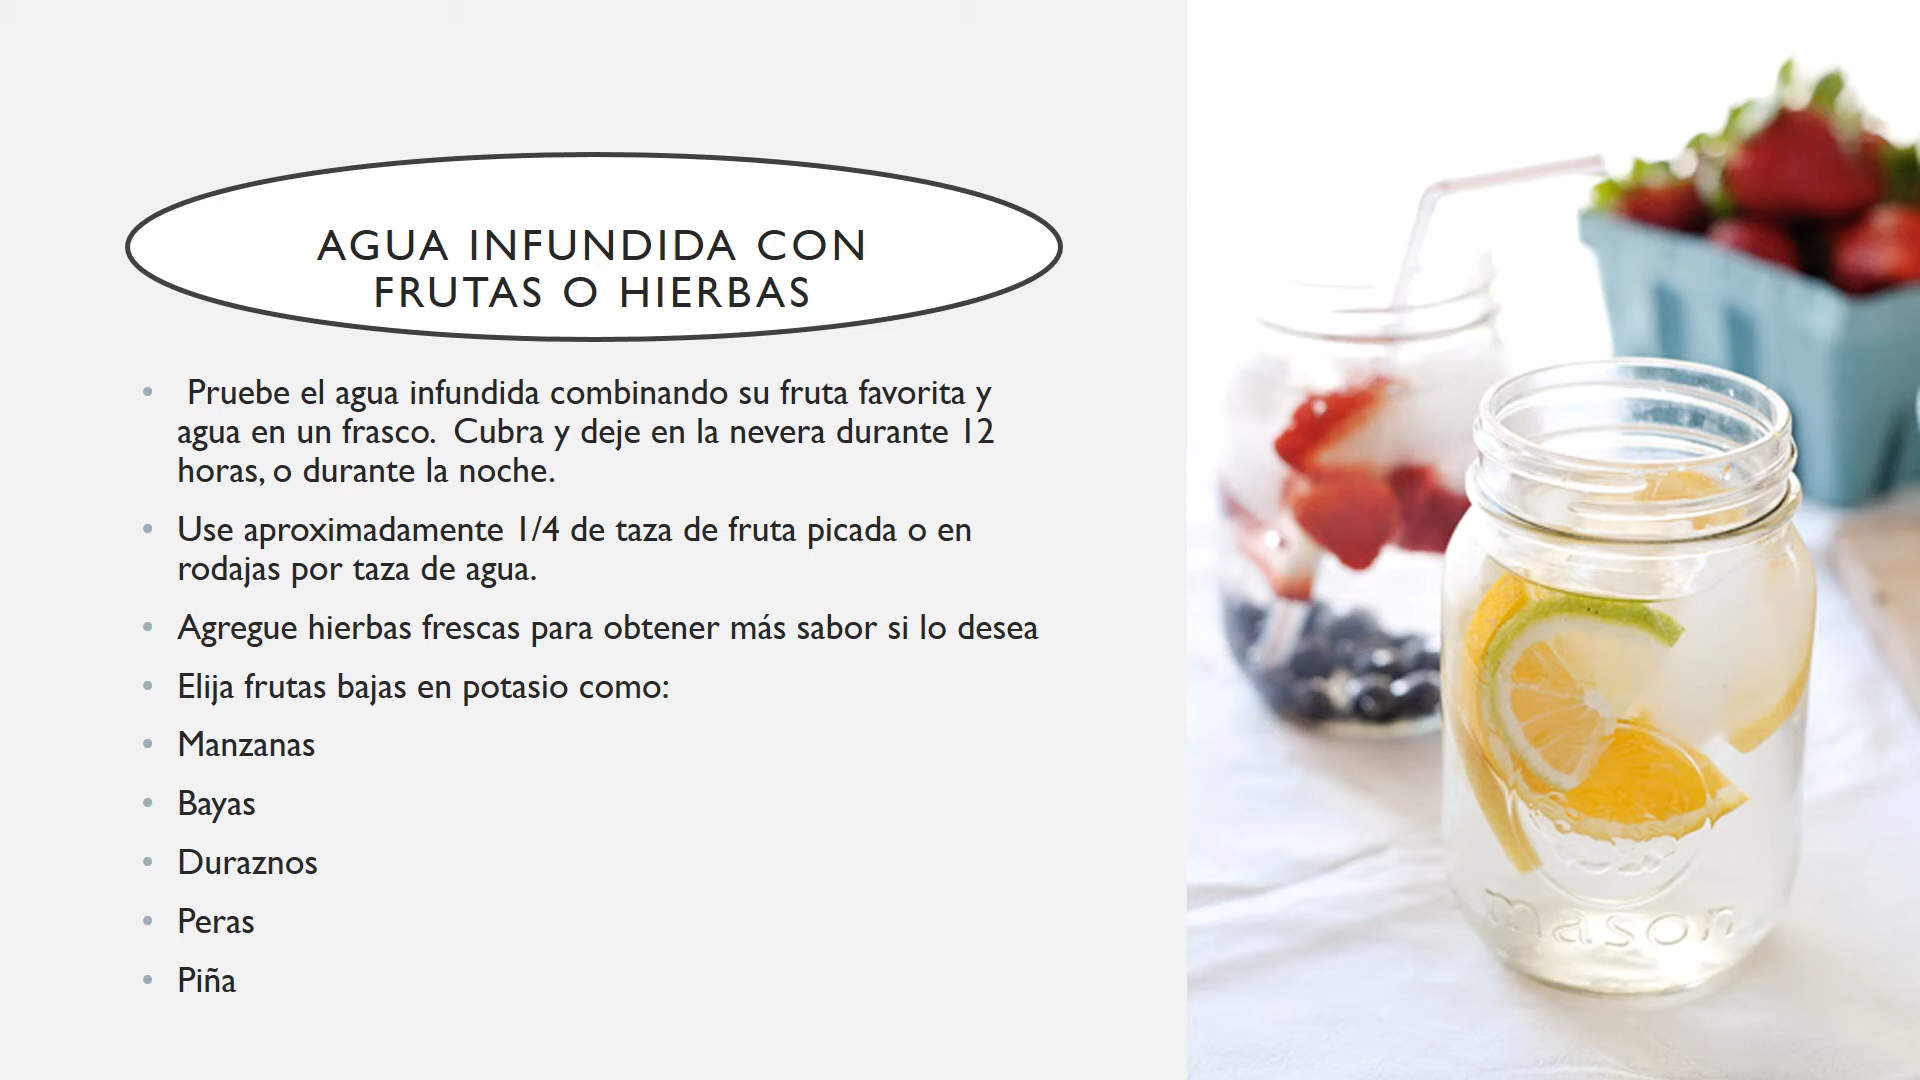 AGUA INFUNDIDA CON
FRUTAS O HIERBAS
• Pruebe el agua infundida combinando su fruta favorita y
agua en un frasco. Cubra y deje en la nevera durante 12
horas, o durante la noche.
• Use aproximadamente 1/4 de taza de fruta picada o en
rodajas por taza de agua.
• Agregue hierbas frescas para obtener más sabor si lo desea
• Elija frutas bajas en potasio como:
• Manzanas
• Bayas
• Duraznos
• Peras
• Piña
mason